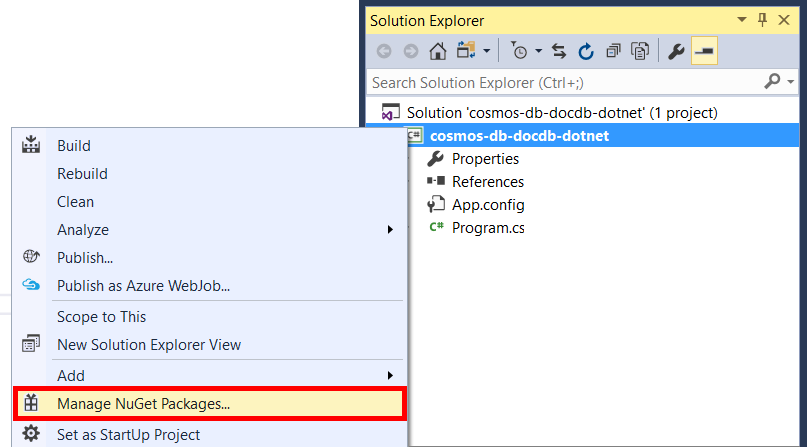 Solution Explorer
Search Solution Explorer (Ctrl+;)
Solution 'cosmos-db-docdb-dotnet' (1 project)
C# cosmos-db-docdb-dotnet
Properties
References
App.config
C# Program.cs
Build
Rebuild
Clean
Analyze
Publish...
Publish as Azure WebJob...
Scope to This
New Solution Explorer View
Add
Manage NuGet Packages...
Set as StartUp Project